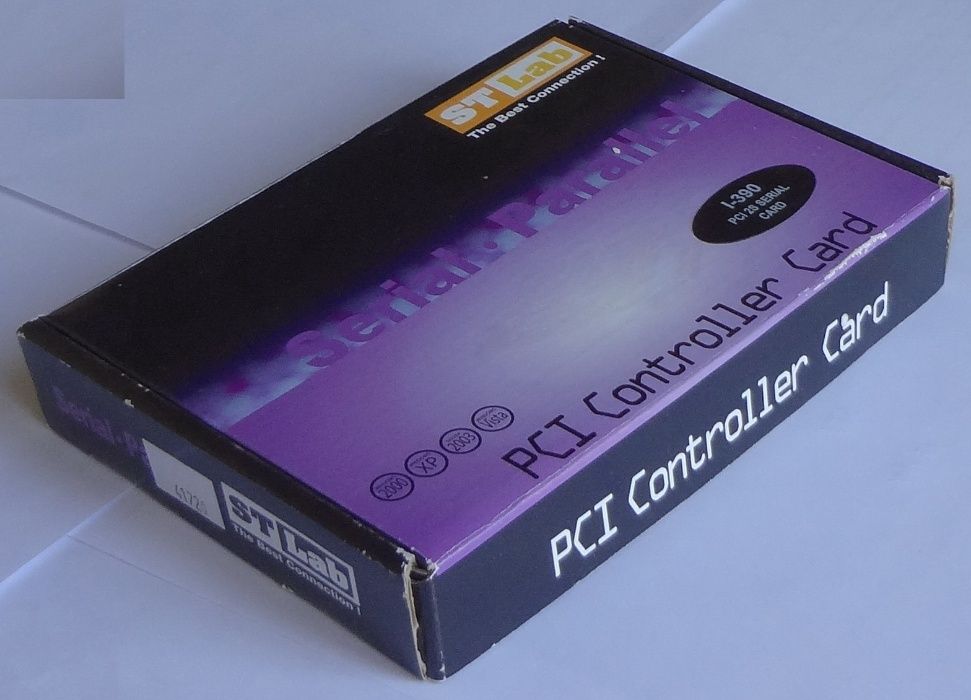 ST Lab
The Best Connection !
Serial • Parallel
I-390
PCI 2S SERIAL
CARD
PCI Controller Card
2000
XP
2003
Vista
PCI Controller Card
Serial • P
ST Lab
The Best Connection !